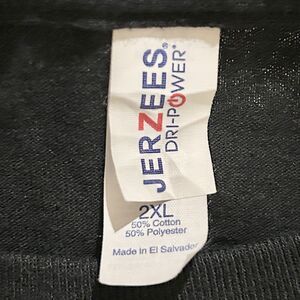 JERZEES®
DRI-POWER®
2XL
50% Cotton
50% Polyester
Made in El Salvador